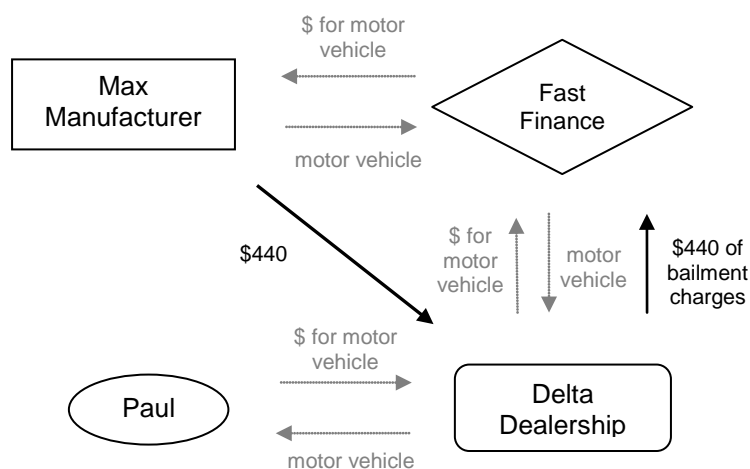 $ for motor
vehicle
Max
Manufacturer
Fast
Finance
motor vehicle
$440
$ for
motor
vehicle
motor
vehicle
$440 of
bailment
charges
$ for motor
vehicle
Paul
Delta
Dealership
motor vehicle